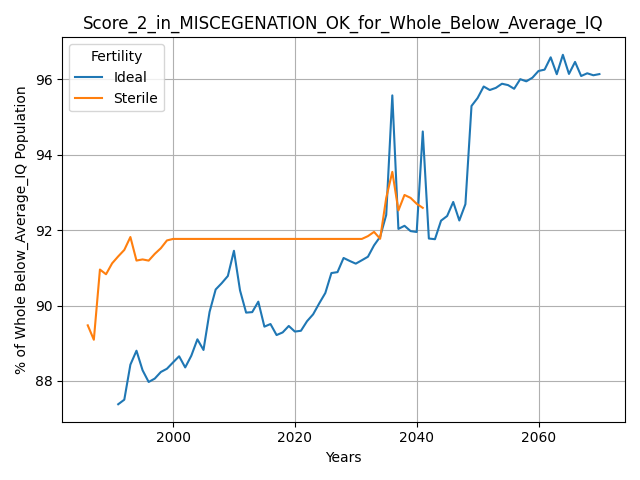 Score_2_in_MISCEGENATION_OK_for_Whole_Below_Average_IQ
Fertility
Ideal
Sterile
% of Whole Below_Average_IQ Population
96
94
92
90
88
2000
2020
2040
2060
Years